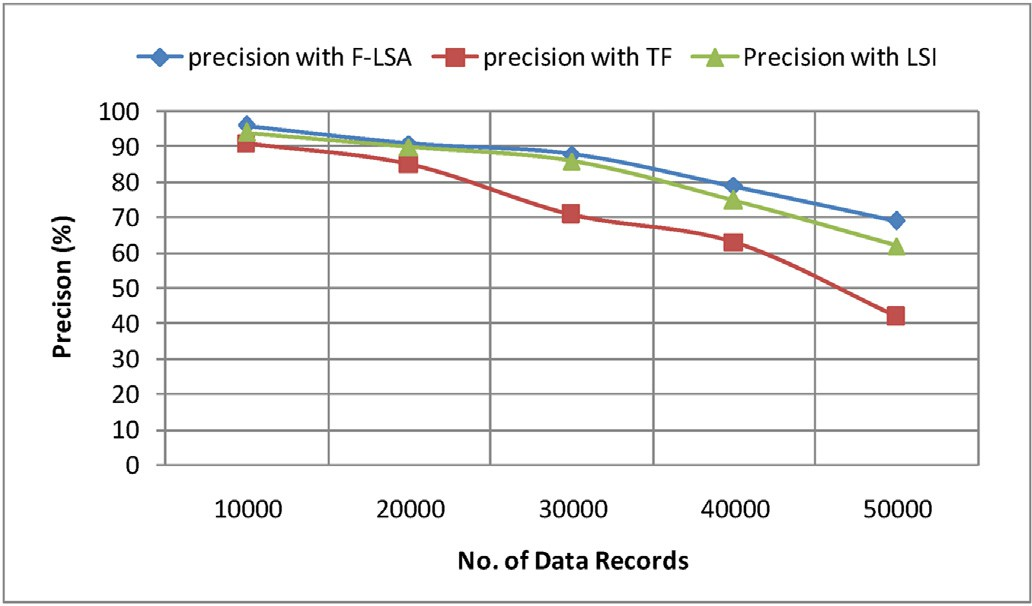 precision with F-LSA precision with TF Precision with LSI
100
90
80
70
60
50
40
30
20
10
0
Precison (%)
10000 20000 30000 40000 50000
No. of Data Records